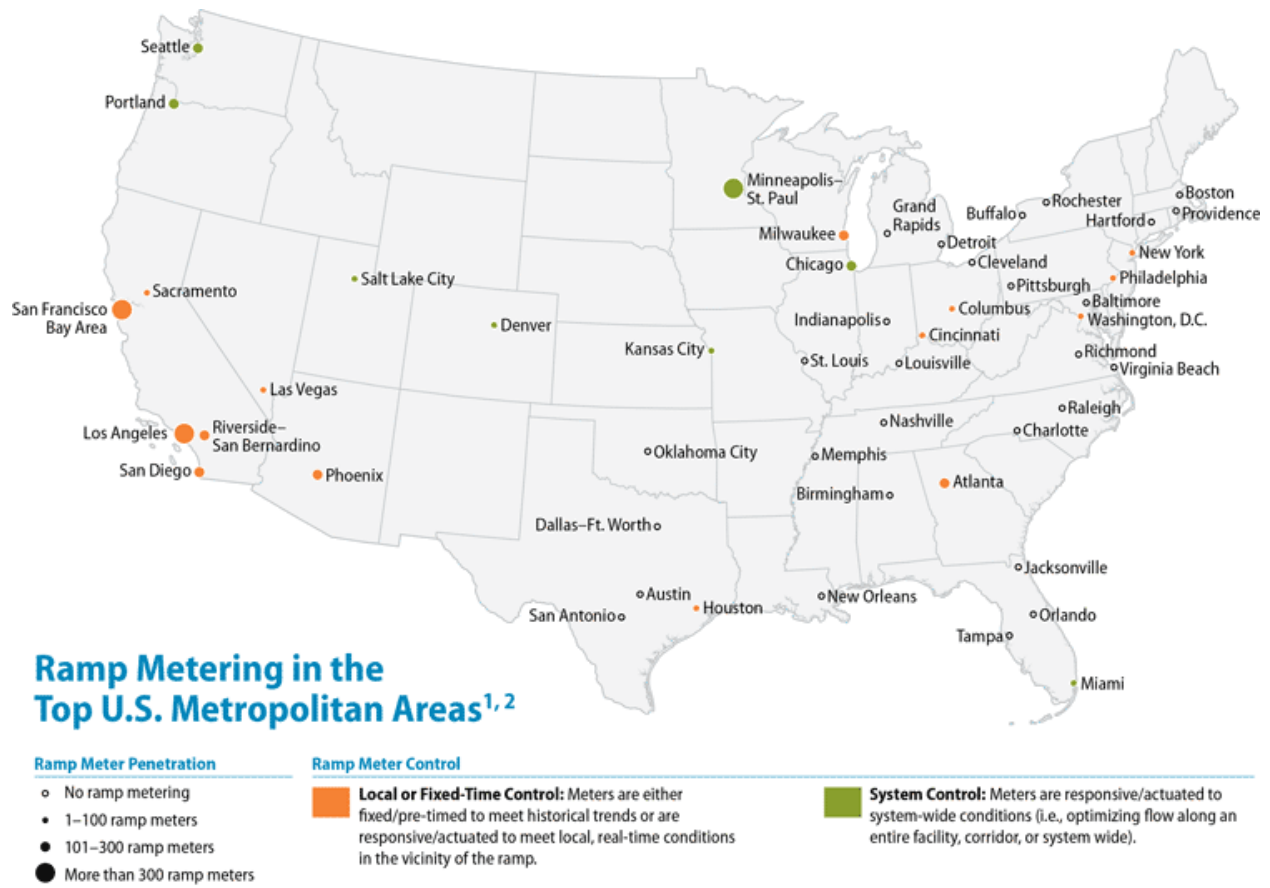 Seattle
Portland
Minneapolis–
St. Paul
Milwaukee
Chicago
Grand
Rapids
Detroit
Buffalo
Rochester
Boston
Hartford
Providence
New York
Cleveland
Philadelphia
Pittsburgh
Baltimore
Washington, D.C.
Columbus
Indianapolis
Cincinnati
Salt Lake City
Sacramento
San Francisco
Bay Area
Denver
Kansas City
St. Louis
Louisville
Richmond
Virginia Beach
Las Vegas
Los Angeles
Riverside–
San Bernardino
San Diego
Phoenix
Raleigh
Nashville
Charlotte
Oklahoma City
Memphis
Birmingham
Atlanta
Dallas–Ft. Worth
Jacksonville
Austin
Houston
New Orleans
San Antonio
Orlando
Tampa
Miami
Ramp Metering in the
Top U.S. Metropolitan Areas1, 2
Ramp Meter Penetration
No ramp metering
1–100 ramp meters
101–300 ramp meters
More than 300 ramp meters
Ramp Meter Control
Local or Fixed-Time Control: Meters are either
fixed/pre-timed to meet historical trends or are
responsive/actuated to meet local, real-time conditions
in the vicinity of the ramp.
System Control: Meters are responsive/actuated to
system-wide conditions (i.e., optimizing flow along an
entire facility, corridor, or system wide).